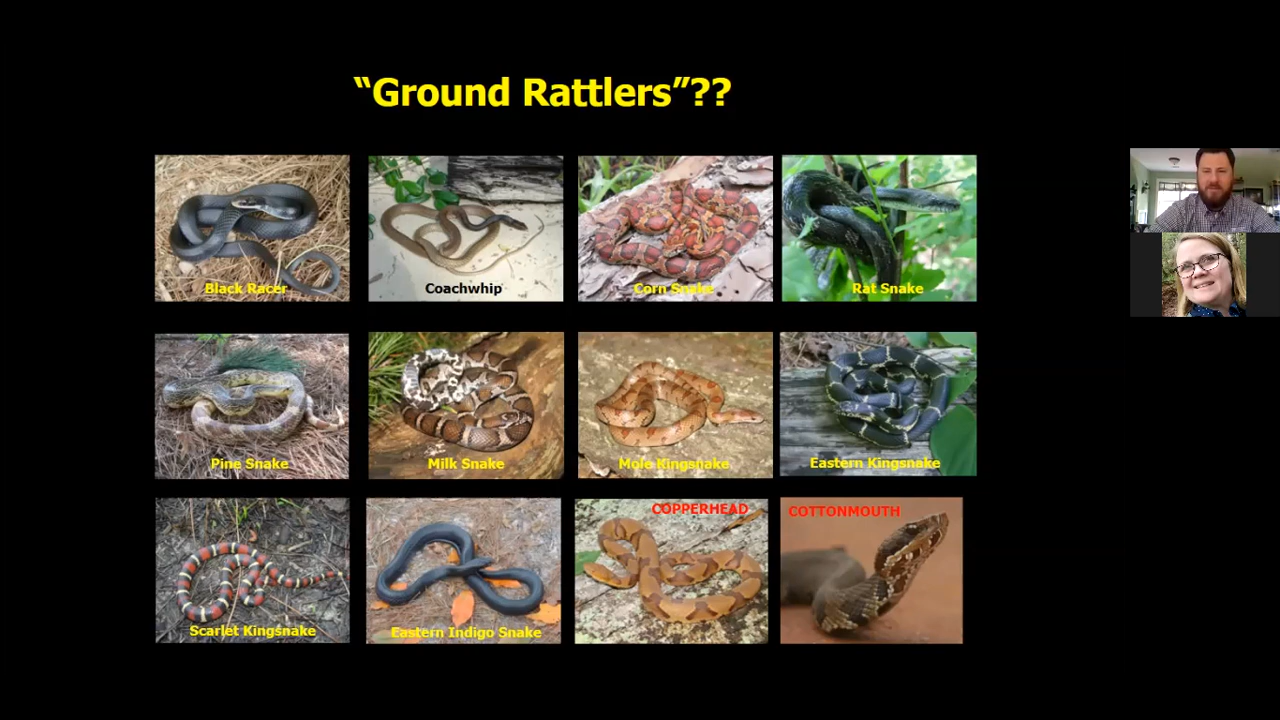 “Ground Rattlers”??
Black Racer
Coachwhip
Corn Snake
Rat Snake
Pine Snake
Milk Snake
Mole Kingsnake
Eastern Kingsnake
COPPERHEAD
COTTONMOUTH
Scarlet Kingsnake
Eastern Indigo Snake